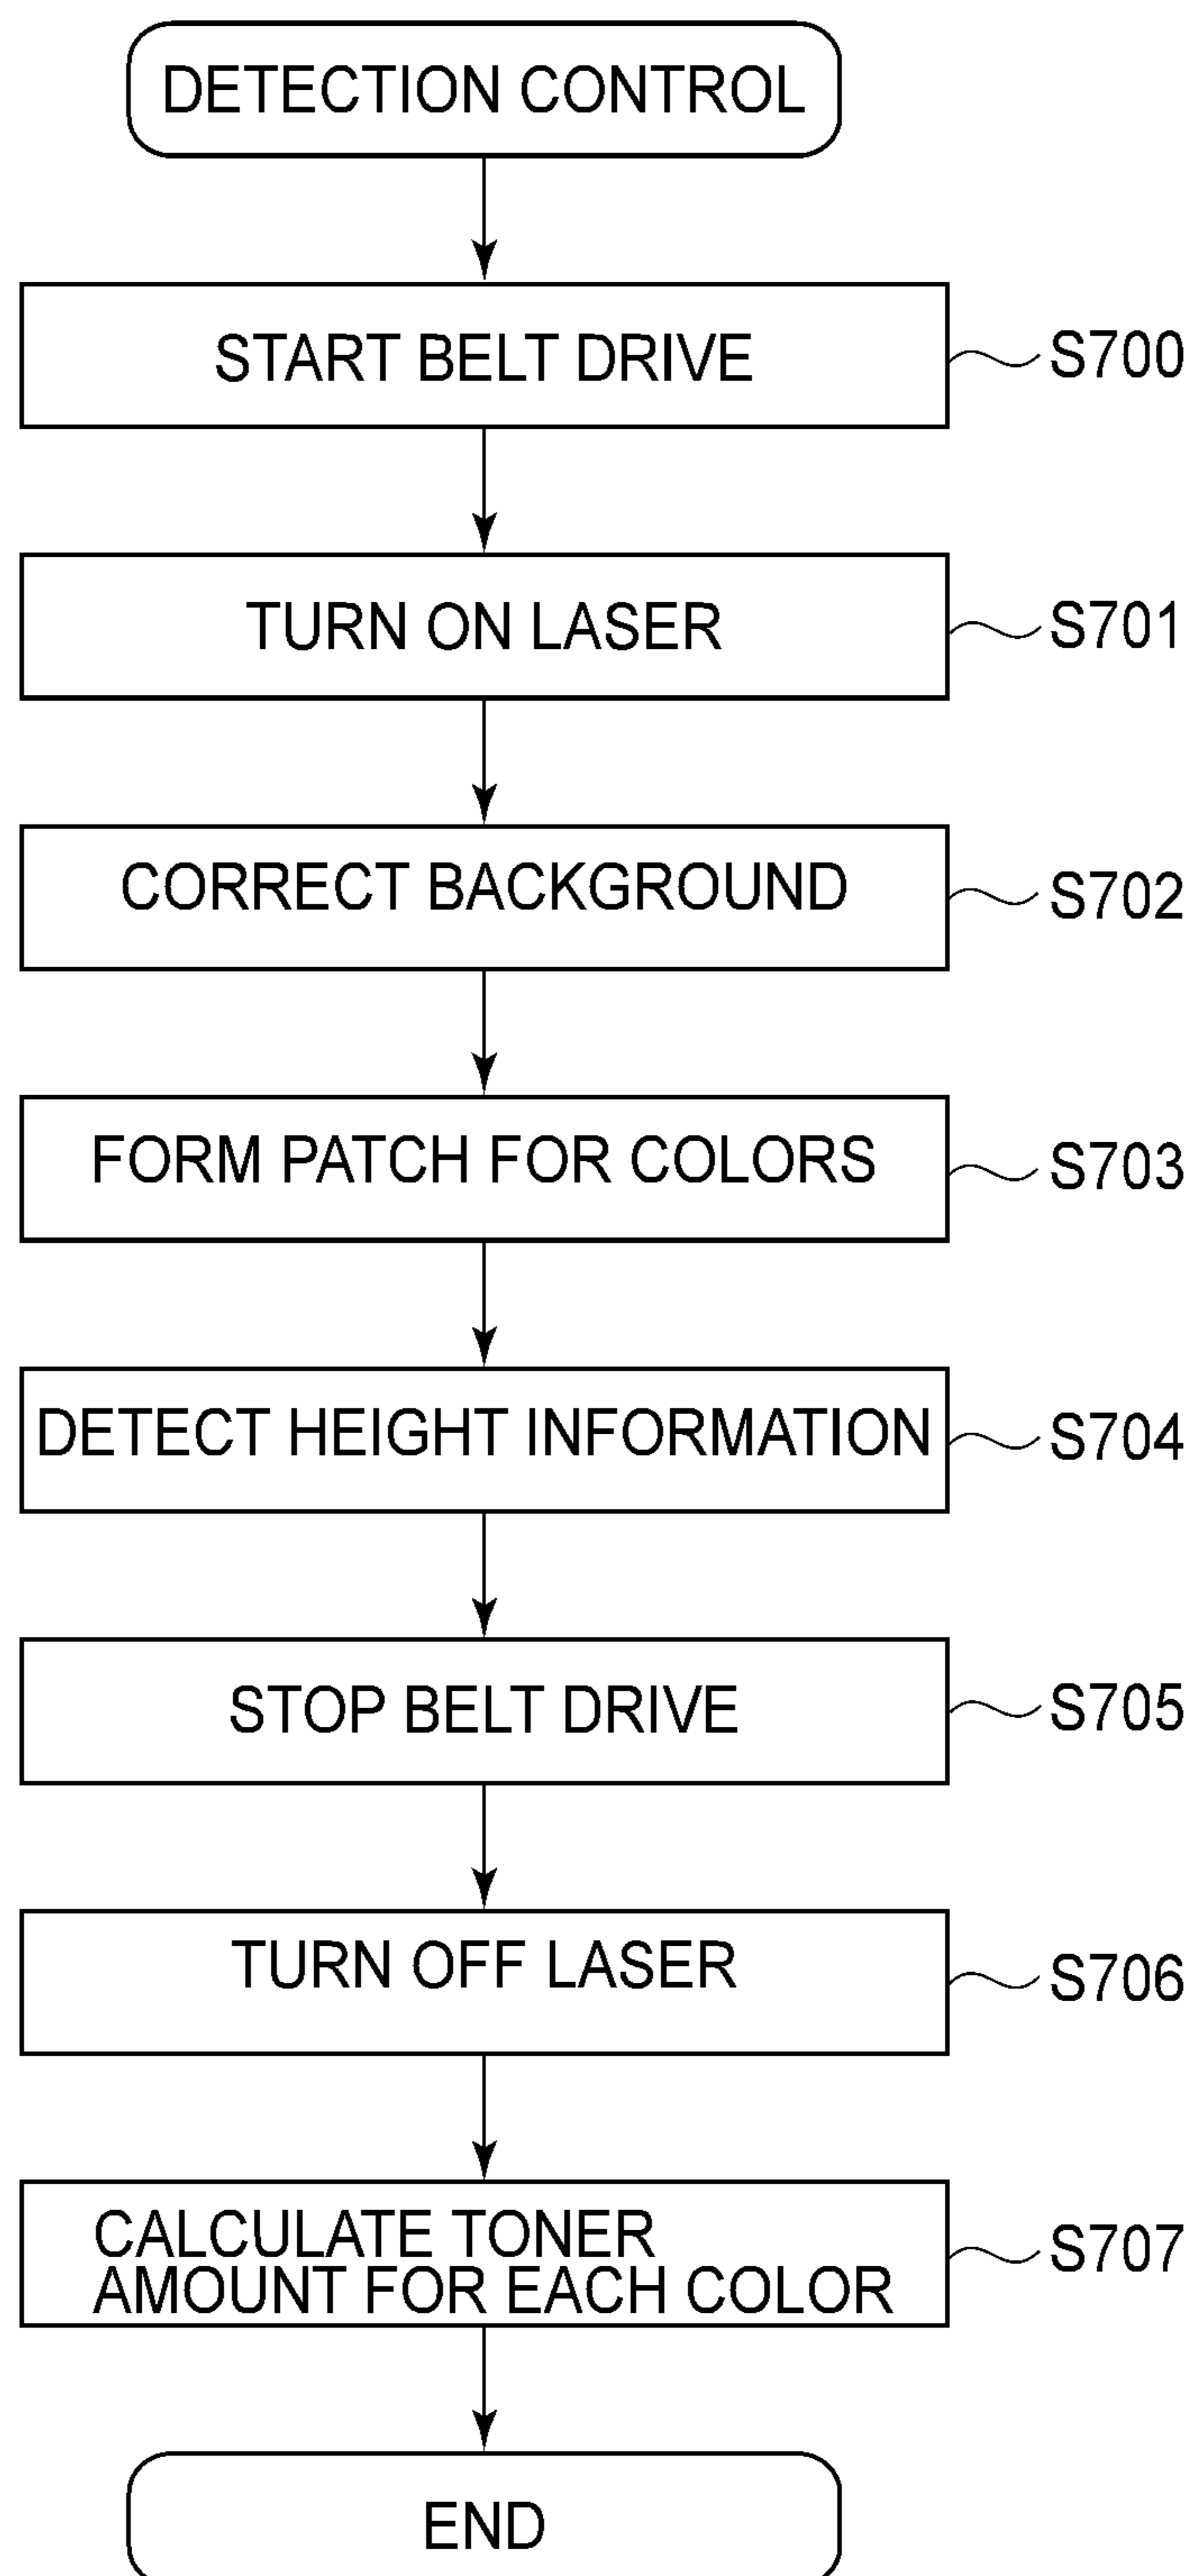 DETECTION CONTROL
START BELT DRIVE
S700
TURN ON LASER
S701
CORRECT BACKGROUND
S702
FORM PATCH FOR COLORS
S703
DETECT HEIGHT INFORMATION
S704
STOP BELT DRIVE
S705
TURN OFF LASER
S706
CALCULATE TONER
AMOUNT FOR EACH COLOR
S707
END